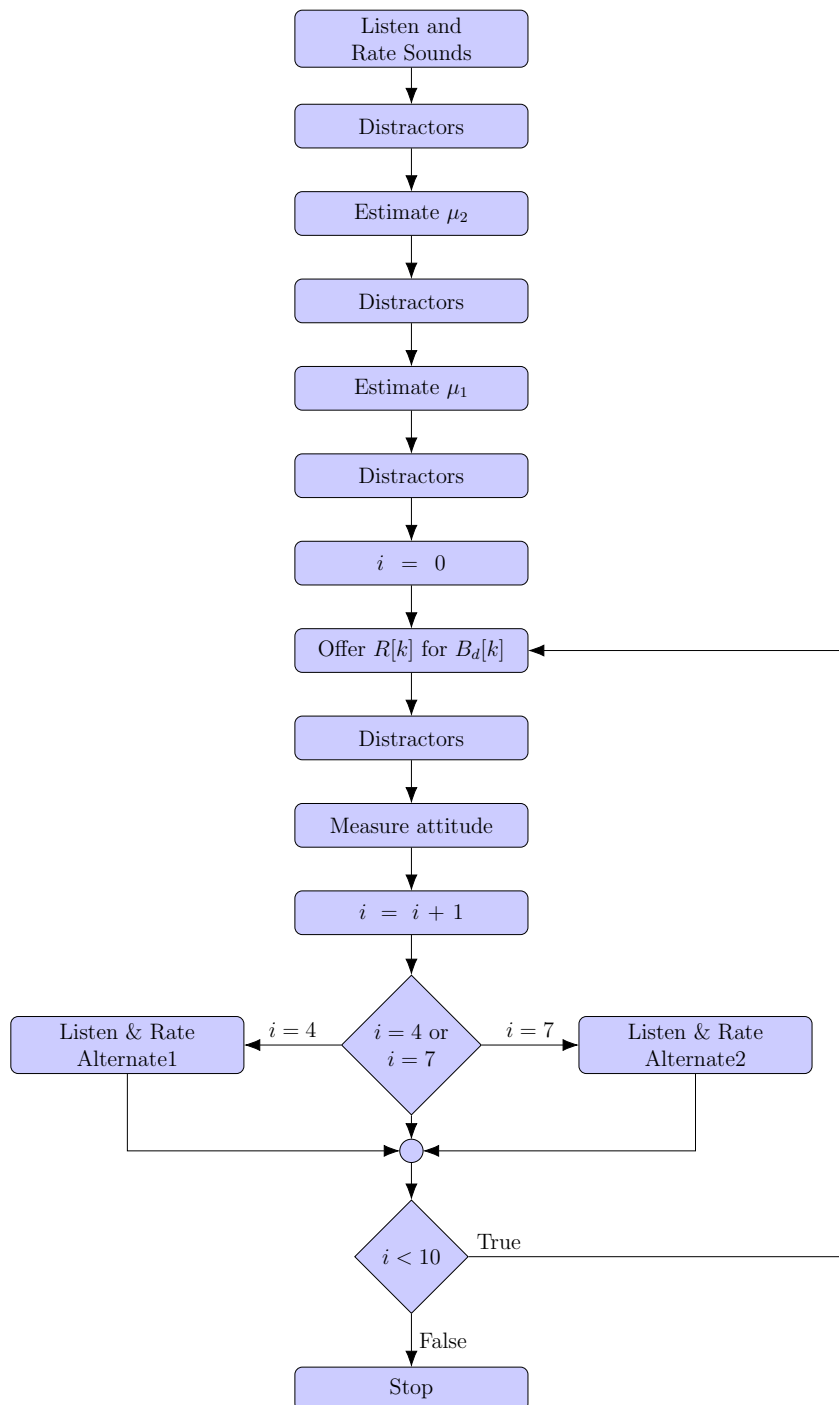 Listen and
Rate Sounds
Distractors
Estimate μ₂
Distractors
Estimate μ₁
Distractors
i = 0
Offer R[k] for B_d[k]
Distractors
Measure attitude
i = i + 1
Listen & Rate
Alternate1
i = 4
i = 4 or
i = 7
i = 7
Listen & Rate
Alternate2
i < 10
True
False
Stop